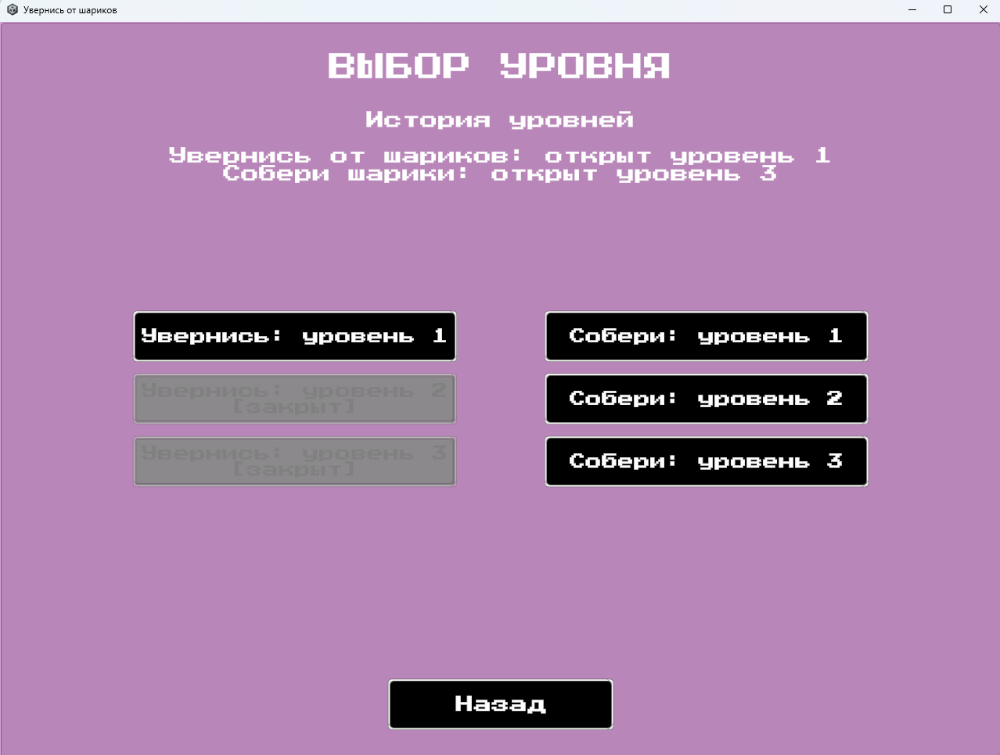 Увернись от шариков
ВЫБОР УРОВНЯ
История уровней
Увернись от шариков: открыт уровень 1
Собери шарики: открыт уровень 3
Увернись: уровень 1
Собери: уровень 1
Увернись: уровень 2
[закрыт]
Собери: уровень 2
Увернись: уровень 3
[закрыт]
Собери: уровень 3
Назад